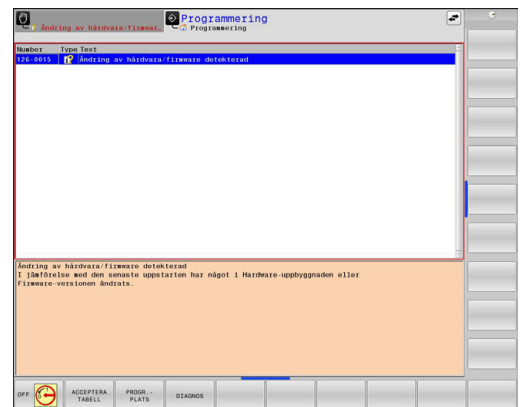 Ändring av hårdvara/firmwar…
Programmering
Programmering
Number Type Text
126-0015 Ändring av hårdvara/firmware detekterad
Ändring av hårdvara/firmware detekterad
I jämförelse med den senaste uppstarten har något i Hardware-uppbyggnaden eller
Firmware-versionen ändrats.
OFF
ACCEPTERA
TABELL
PROGR.-
PLATS
DIAGNOS